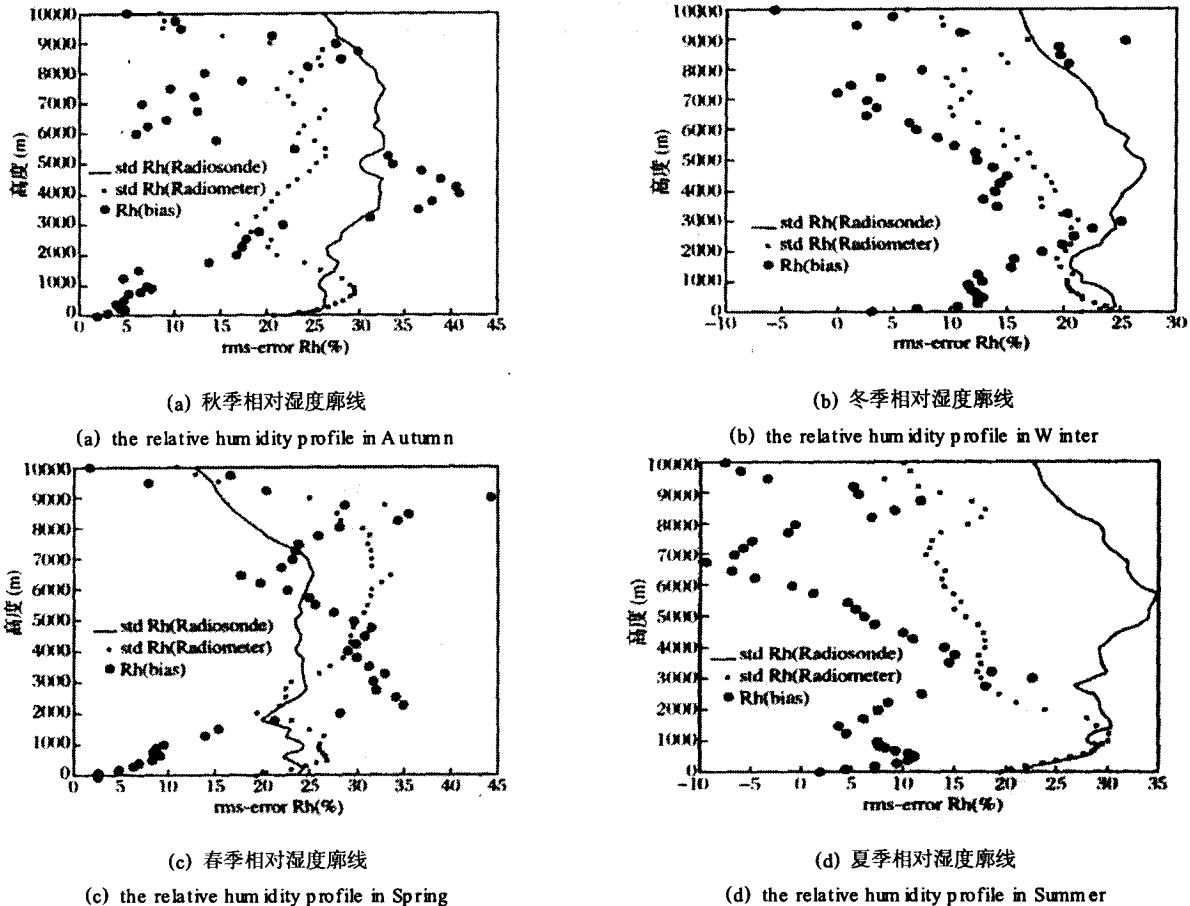 10000
9000
8000
7000
6000
5000
4000
3000
2000
1000
0
高度 (m)
std Rh(Radiosonde)
std Rh(Radiometer)
Rh(bias)
0 5 10 15 20 25 30 35 40 45
rms-error Rh(%)
(a) 秋季相对湿度廓线
(a) the relative humidity profile in Autumn
10000
9000
8000
7000
6000
5000
4000
3000
2000
1000
0
高度 (m)
std Rh(Radiosonde)
std Rh(Radiometer)
Rh(bias)
-10 -5 0 5 10 15 20 25 30
rms-error Rh(%)
(b) 冬季相对湿度廓线
(b) the relative humidity profile in Winter
10000
9000
8000
7000
6000
5000
4000
3000
2000
1000
0
高度 (m)
std Rh(Radiosonde)
std Rh(Radiometer)
Rh(bias)
0 5 10 15 20 25 30 35 40 45
rms-error Rh(%)
(c) 春季相对湿度廓线
(c) the relative humidity profile in Spring
10000
9000
8000
7000
6000
5000
4000
3000
2000
1000
0
高度 (m)
std Rh(Radiosonde)
std Rh(Radiometer)
Rh(bias)
-10 -5 0 5 10 15 20 25 30 35
rms-error Rh(%)
(d) 夏季相对湿度廓线
(d) the relative humidity profile in Summer